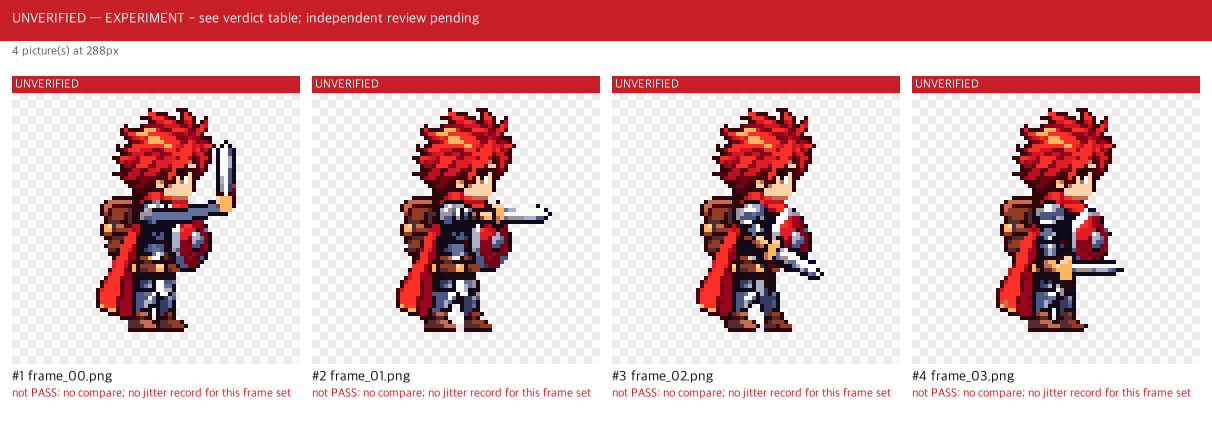 UNVERIFIED — EXPERIMENT – see verdict table; independent review pending
4 picture(s) at 288px
UNVERIFIED
UNVERIFIED
UNVERIFIED
UNVERIFIED
#1 frame_00.png
#2 frame_01.png
#3 frame_02.png
#4 frame_03.png
not PASS: no compare; no jitter record for this frame set
not PASS: no compare; no jitter record for this frame set
not PASS: no compare; no jitter record for this frame set
not PASS: no compare; no jitter record for this frame set